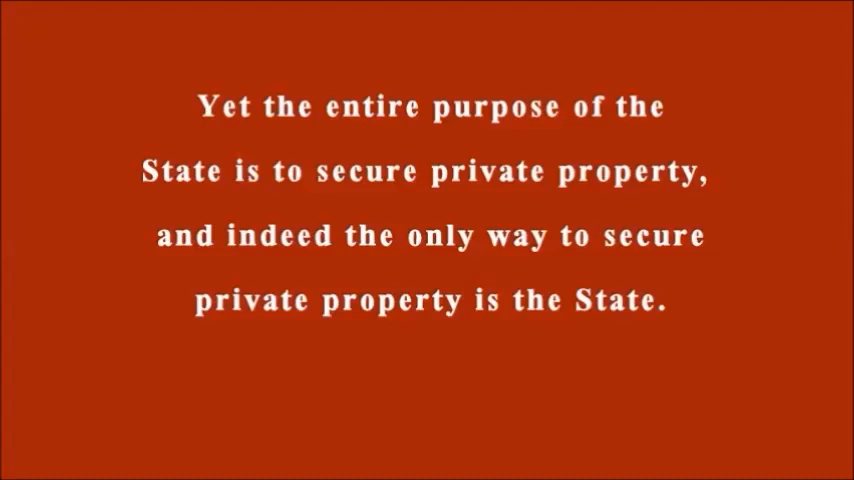 Yet the entire purpose of the
State is to secure private property,
and indeed the only way to secure
private property is the State.